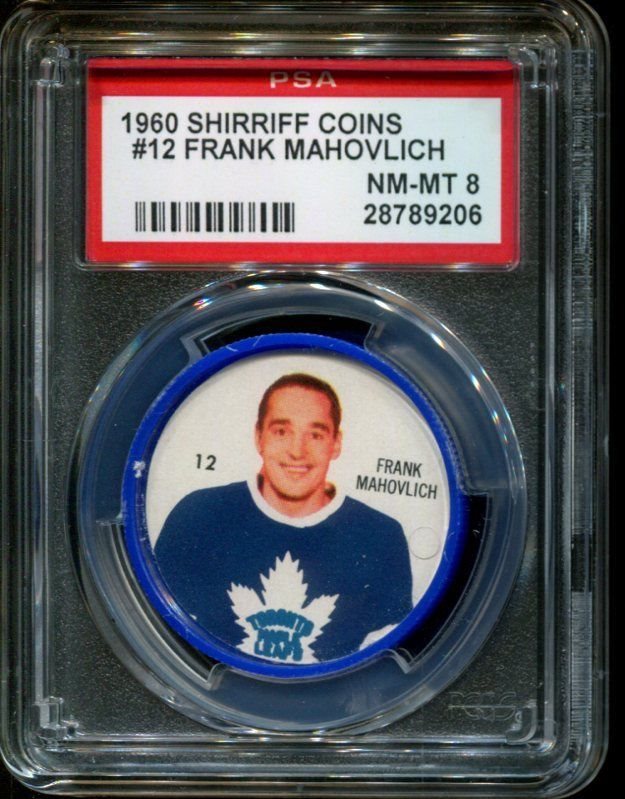 PSA
1960 SHIRRIFF COINS
#12 FRANK MAHOVLICH
NM-MT 8
28789206
12
FRANK
MAHOVLICH
TORONTO
MAPLE
LEAFS